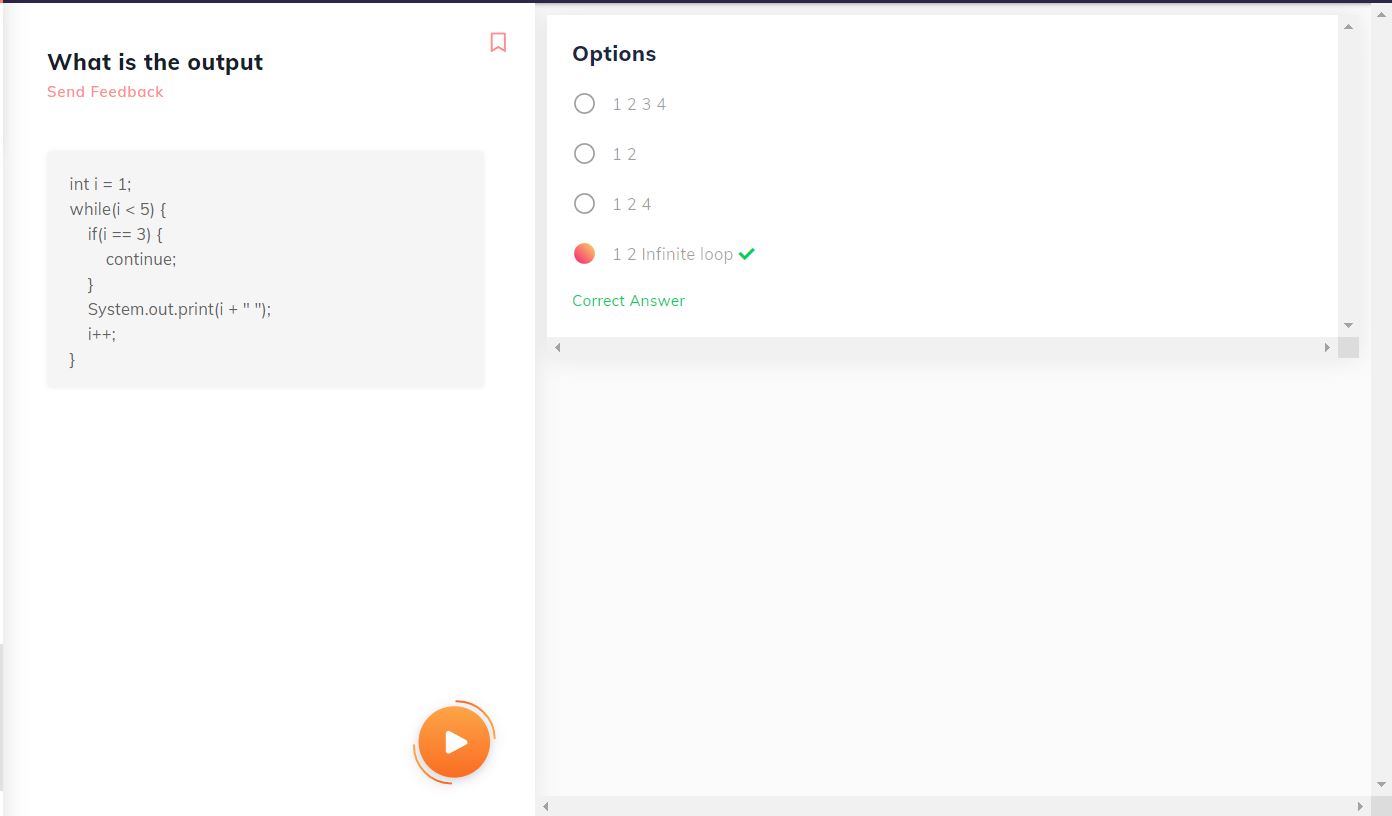 What is the output
Send Feedback
int i = 1;
while(i < 5) {
if(i == 3) {
continue;
}
System.out.print(i + " ");
i++;
}
Options
1 2 3 4
1 2
1 2 4
1 2 Infinite loop
Correct Answer